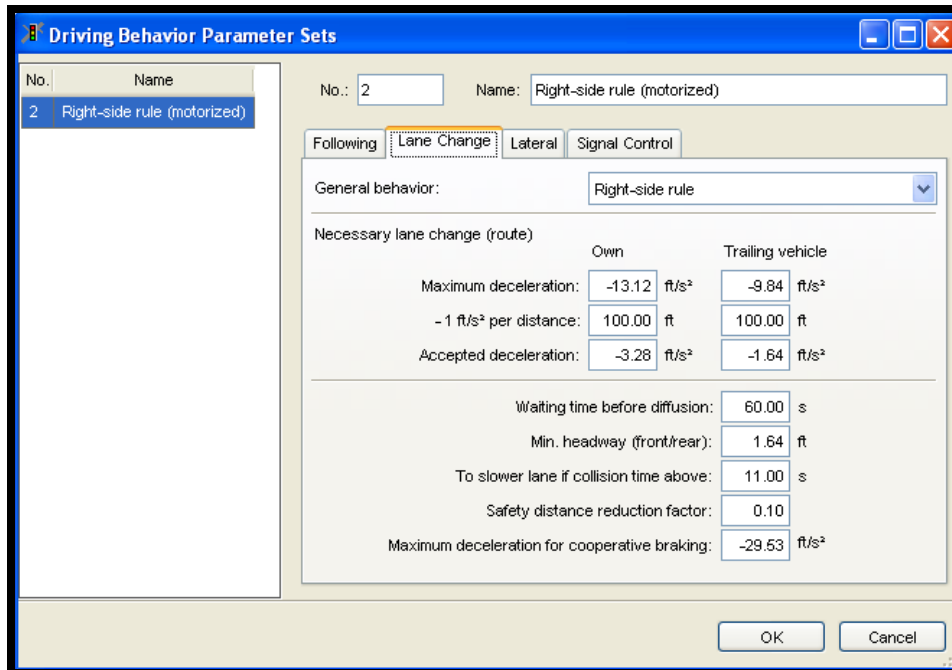 Driving Behavior Parameter Sets
No. Name
2 Right-side rule (motorized)
No.: 2 Name: Right-side rule (motorized)
Following Lane Change Lateral Signal Control
General behavior: Right-side rule
Necessary lane change (route)
Own Trailing vehicle
Maximum deceleration: -13.12 ft/s² -9.84 ft/s²
- 1 ft/s² per distance: 100.00 ft 100.00 ft
Accepted deceleration: -3.28 ft/s² -1.64 ft/s²
Waiting time before diffusion: 60.00 s
Min. headway (front/rear): 1.64 ft
To slower lane if collision time above: 11.00 s
Safety distance reduction factor: 0.10
Maximum deceleration for cooperative braking: -29.53 ft/s²
OK Cancel